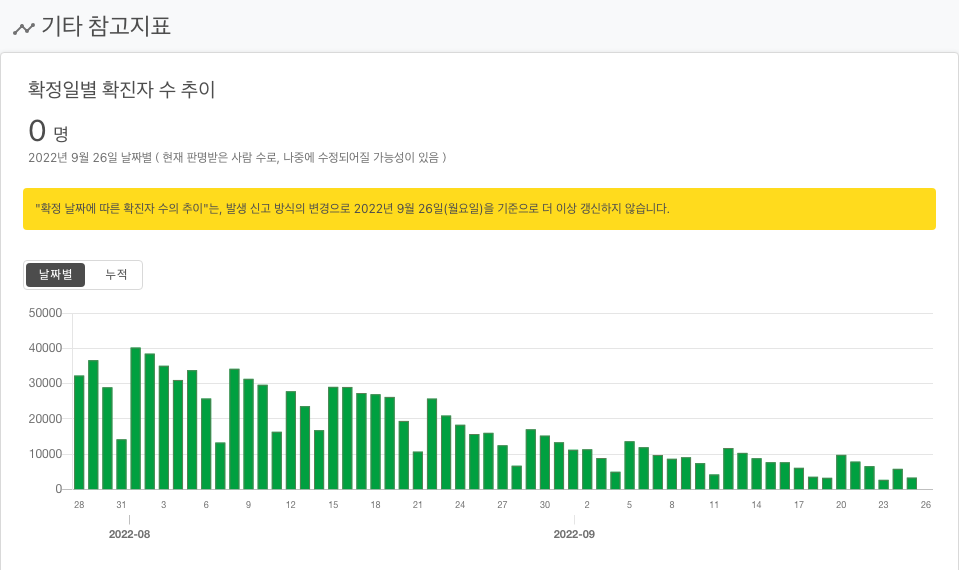 기타 참고지표
확정일별 확진자 수 추이
0 명
2022년 9월 26일 날짜별 ( 현재 판명받은 사람 수로, 나중에 수정되어질 가능성이 있음 )
"확정 날짜에 따른 확진자 수의 추이"는, 발생 신고 방식의 변경으로 2022년 9월 26일(월요일)을 기준으로 더 이상 갱신하지 않습니다.
날짜별 누적
50000
40000
30000
20000
10000
0
28 31 3 6 9 12 15 18 21 24 27 30 2 5 8 11 14 17 20 23 26
2022-08 2022-09